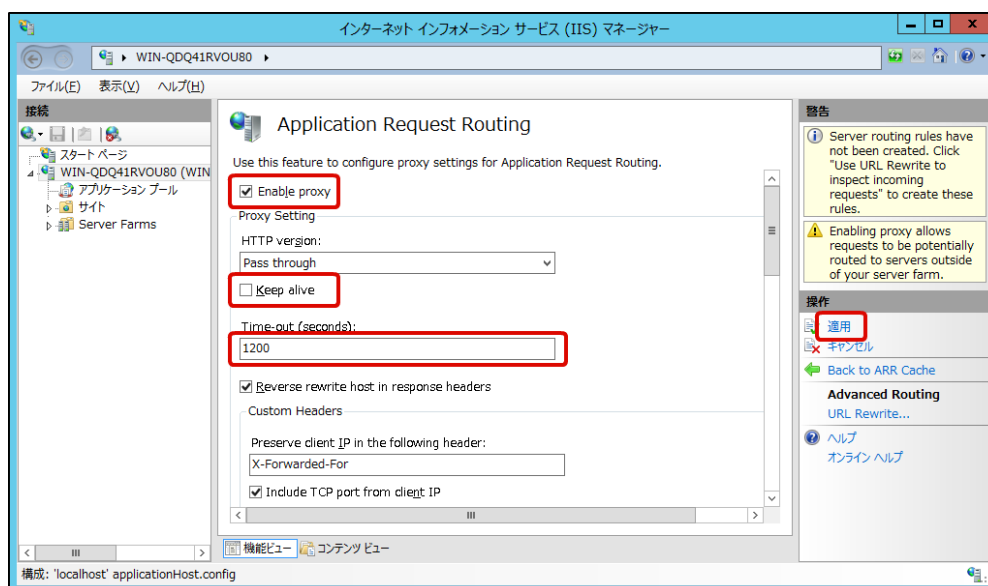 インターネット インフォメーション サービス (IIS) マネージャー
WIN-QDQ41RVOU80
ファイル(F) 表示(V) ヘルプ(H)
接続
スタート ページ
WIN-QDQ41RVOU80 (WIN
アプリケーション プール
サイト
Server Farms
Application Request Routing
Use this feature to configure proxy settings for Application Request Routing.
Enable proxy
Proxy Setting
HTTP version:
Pass through
Keep alive
Time-out (seconds):
1200
Reverse rewrite host in response headers
Custom Headers
Preserve client IP in the following header:
X-Forwarded-For
Include TCP port from client IP
機能ビュー コンテンツ ビュー
警告
Server routing rules have
not been created. Click
"Use URL Rewrite to
inspect incoming
requests" to create these
rules.
Enabling proxy allows
requests to be potentially
routed to servers outside
of your server farm.
操作
適用
キャンセル
Back to ARR Cache
Advanced Routing
URL Rewrite...
ヘルプ
オンライン ヘルプ
構成: 'localhost' applicationHost.config